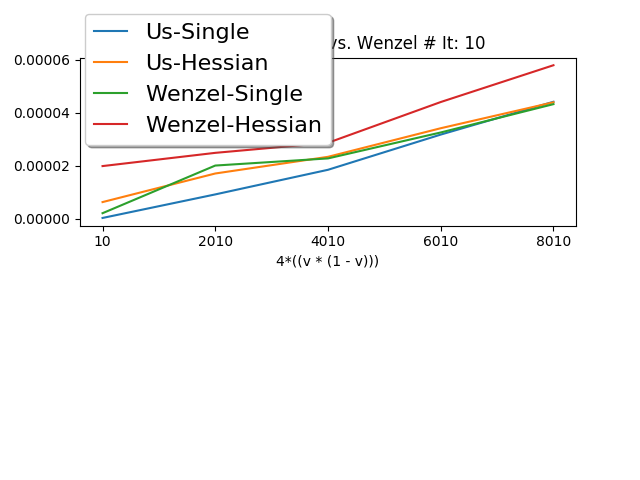 Us-Single
Us-Hessian
Wenzel-Single
Wenzel-Hessian
vs. Wenzel # It: 10
0.00006
0.00004
0.00002
0.00000
10 2010 4010 6010 8010
4*((v * (1 - v)))